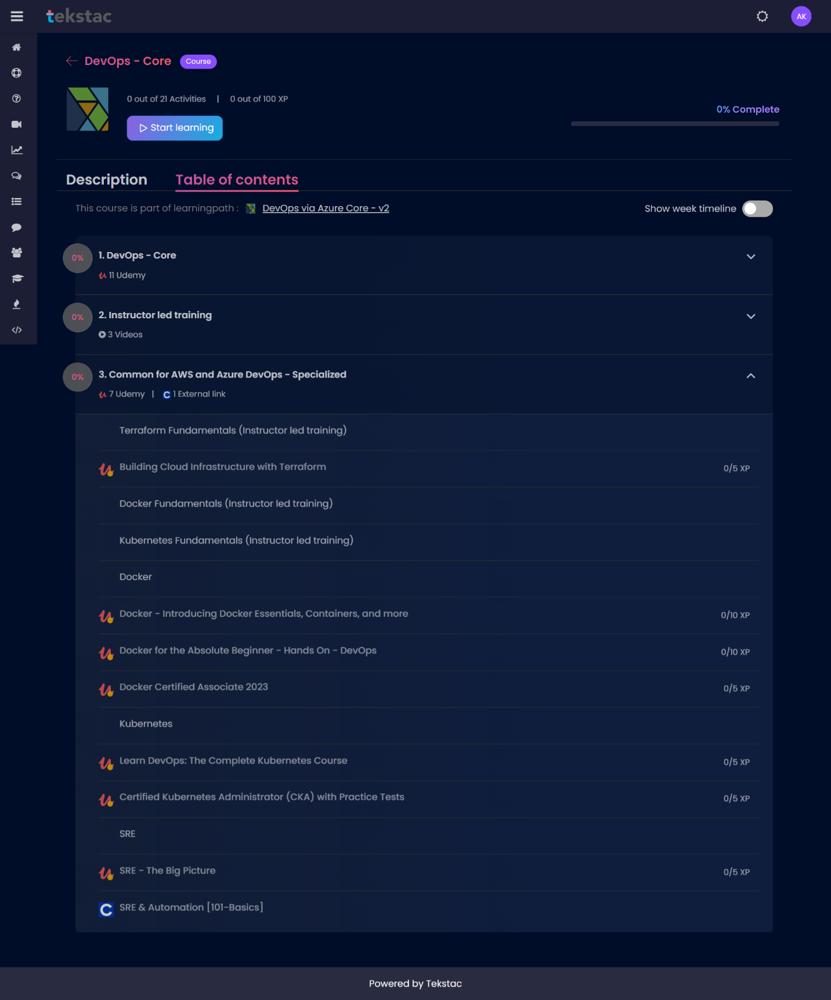 tekstac
AK
DevOps - Core
Course
0 out of 21 Activities | 0 out of 100 XP
Start learning
0% Complete
Description
Table of contents
This course is part of learningpath :
DevOps via Azure Core - v2
Show week timeline
0%
1. DevOps - Core
11 Udemy
0%
2. Instructor led training
3 Videos
0%
3. Common for AWS and Azure DevOps - Specialized
7 Udemy | 1 External link
Terraform Fundamentals (Instructor led training)
Building Cloud Infrastructure with Terraform
0/5 XP
Docker Fundamentals (Instructor led training)
Kubernetes Fundamentals (Instructor led training)
Docker
Docker - Introducing Docker Essentials, Containers, and more
0/10 XP
Docker for the Absolute Beginner - Hands On - DevOps
0/10 XP
Docker Certified Associate 2023
0/5 XP
Kubernetes
Learn DevOps: The Complete Kubernetes Course
0/5 XP
Certified Kubernetes Administrator (CKA) with Practice Tests
0/5 XP
SRE
SRE - The Big Picture
0/5 XP
SRE & Automation [101-Basics]
Powered by Tekstac